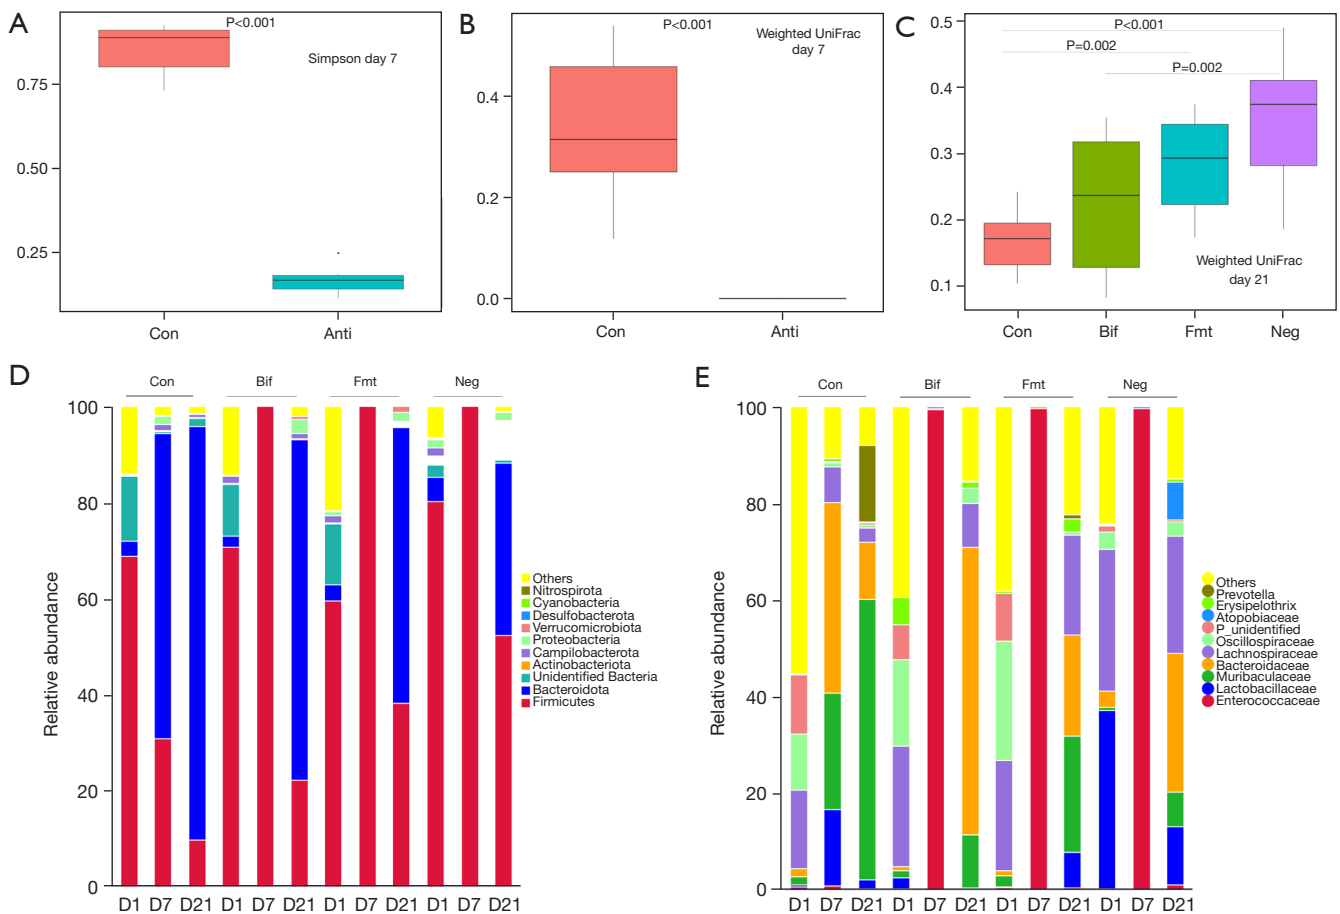 A
P<0.001
Simpson day 7
0.75
0.50
0.25
Con Anti
B
P<0.001
Weighted UniFrac
day 7
0.4
0.2
0.0
Con Anti
C
0.5
P<0.001
P=0.002
P=0.002
0.4
0.3
0.2
0.1
Weighted UniFrac
day 21
Con Bif Fmt Neg
D
Con Bif Fmt Neg
100
80
60
40
20
0
Relative abundance
D1 D7 D21 D1 D7 D21 D1 D7 D21 D1 D7 D21
Others
Nitrospirota
Cyanobacteria
Desulfobacterota
Verrucomicrobiota
Proteobacteria
Campilobacterota
Actinobacteriota
Unidentified Bacteria
Bacteroidota
Firmicutes
E
Con Bif Fmt Neg
100
80
60
40
20
0
Relative abundance
D1 D7 D21 D1 D7 D21 D1 D7 D21 D1 D7 D21
Others
Prevotella
Erysipelothrix
Atopobiaceae
P_unidentified
Oscillospiraceae
Lachnospiraceae
Bacteroidaceae
Muribaculaceae
Lactobacillaceae
Enterococcaceae